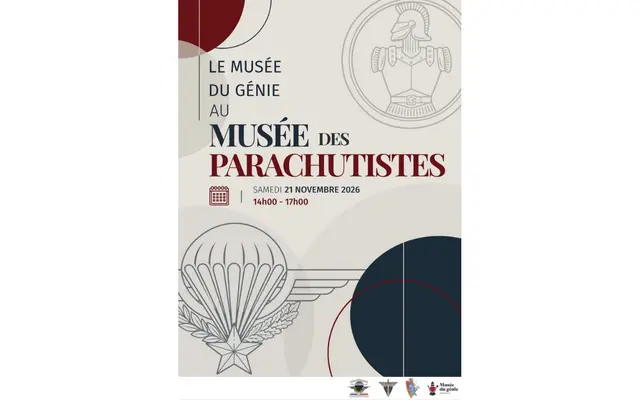 LE MUSÉE
DU GÉNIE
AU
MUSÉE DES
PARACHUTISTES
SAMEDI 21 NOVEMBRE 2026
14h00 - 17h00
Musée
du génie